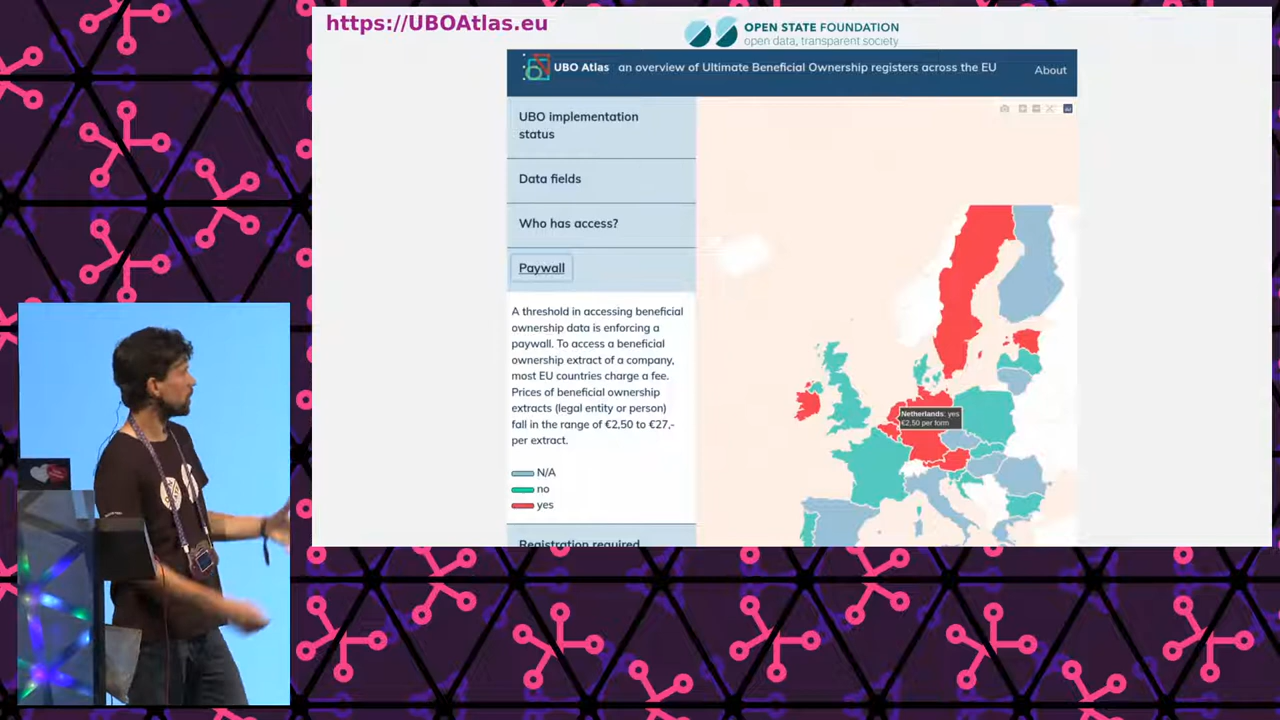 https://UBOAtlas.eu
OPEN STATE FOUNDATION
open data, transparent society
UBO Atlas an overview of Ultimate Beneficial Ownership registers across the EU
About
UBO implementation
status
Data fields
Who has access?
Paywall
A threshold in accessing beneficial
ownership data is enforcing a
paywall. To access a beneficial
ownership extract of a company,
most EU countries charge a fee.
Prices of beneficial ownership
extracts (legal entity or person)
fall in the range of €2,50 to €27,-
per extract.
N/A
no
yes
Registration required
Netherlands: yes
€2,50 per form